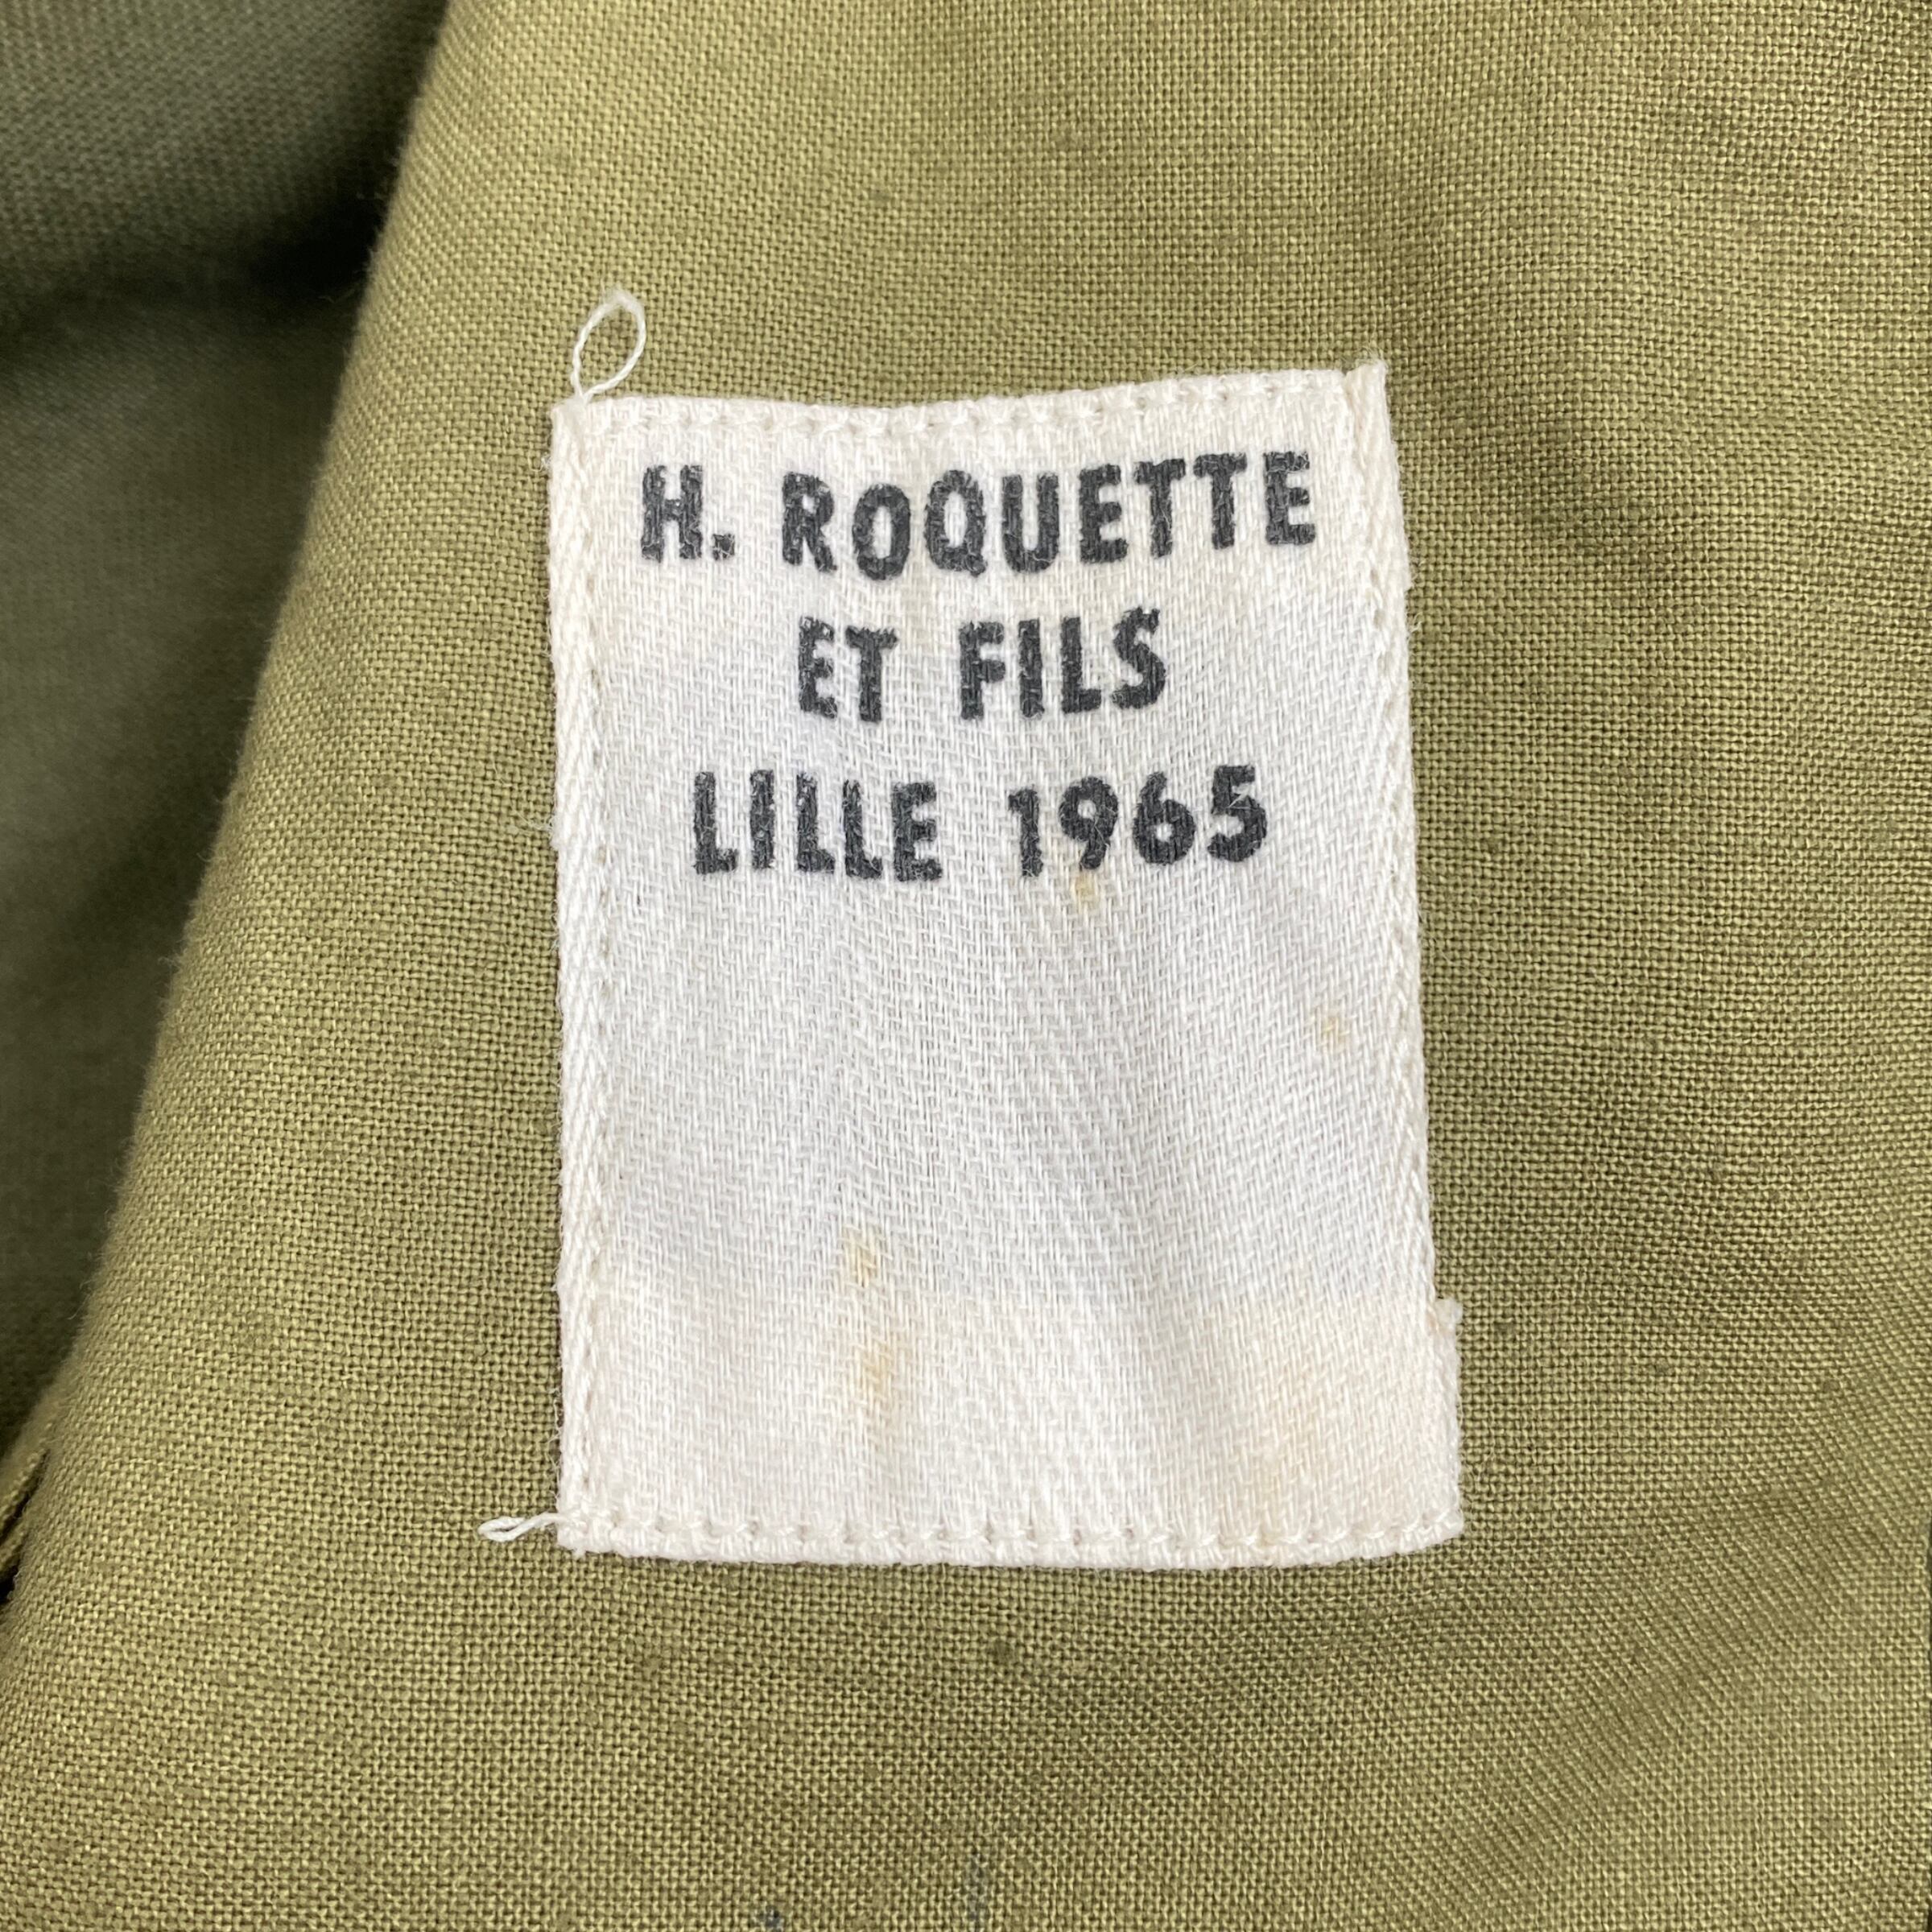 H. ROQUETTE
ET FILS
LILLE 1965